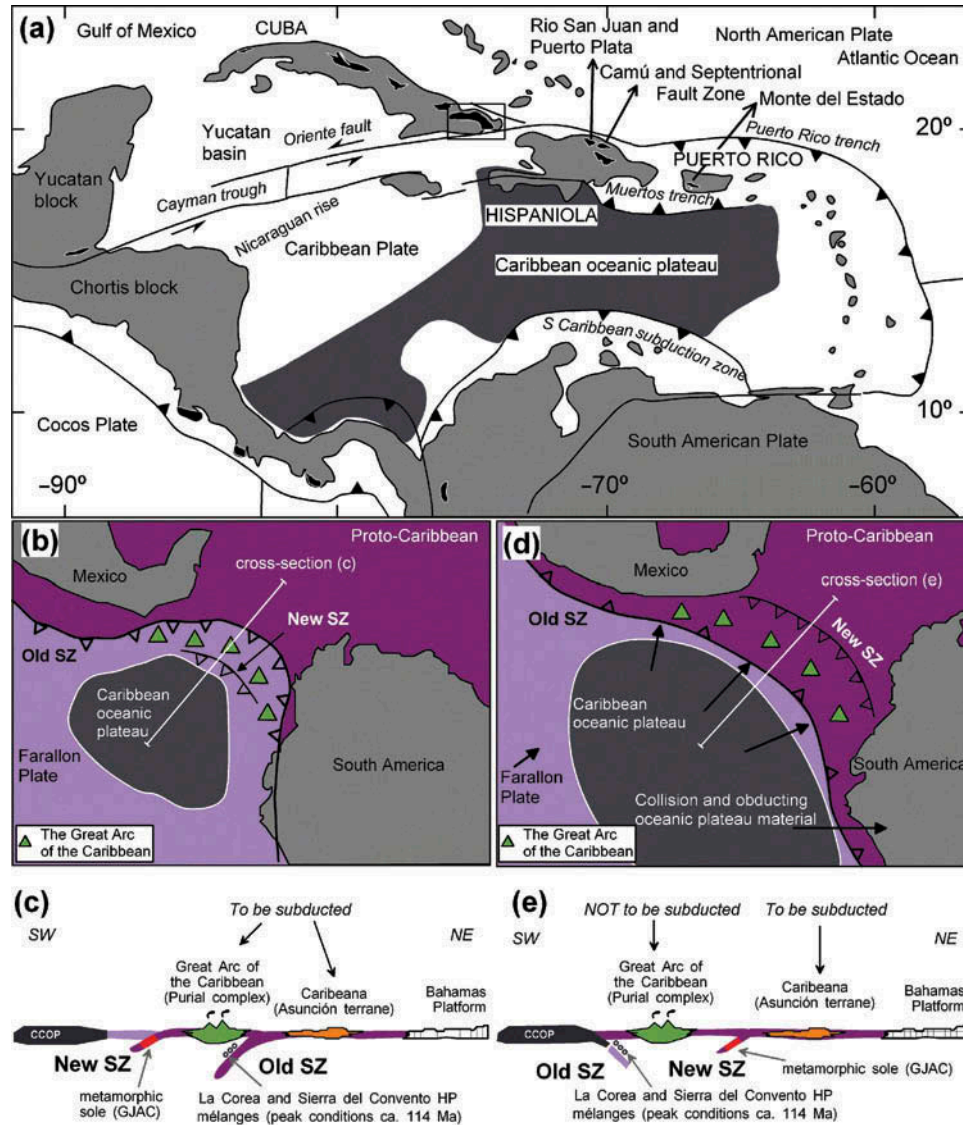 (a)
Gulf of Mexico
CUBA
Rio San Juan and
Puerto Plata
North American Plate
Atlantic Ocean
Camú and Septentrional
Fault Zone
Monte del Estado
Yucatan
basin
Oriente fault
Puerto Rico trench
20º
PUERTO RICO
Yucatan
block
Cayman trough
Muertos trench
Nicaraguan rise
HISPANIOLA
Caribbean Plate
Caribbean oceanic plateau
Chortis block
S Caribbean subduction zone
Cocos Plate
10º
South American Plate
–90º
–70º
–60º
(b)
Proto-Caribbean
Mexico
cross-section (c)
New SZ
Old SZ
Caribbean
oceanic
plateau
Farallon
Plate
South America
The Great Arc
of the Caribbean
(d)
Proto-Caribbean
Mexico
cross-section (e)
Old SZ
New SZ
Caribbean
oceanic plateau
Farallon
Plate
South
America
Collision and obducting
oceanic plateau material
The Great Arc
of the Caribbean
(c)
To be subducted
SW
NE
Great Arc of
the Caribbean
(Purial complex)
Caribeana
(Asunción terrane)
Bahamas
Platform
CCOP
New SZ
Old SZ
metamorphic
sole (GJAC)
La Corea and Sierra del Convento HP
mélanges (peak conditions ca. 114 Ma)
(e)
NOT to be subducted
To be subducted
SW
NE
Great Arc of
the Caribbean
(Purial complex)
Caribeana
(Asunción terrane)
Bahamas
Platform
CCOP
Old SZ
New SZ
metamorphic sole (GJAC)
La Corea and Sierra del Convento HP
mélanges (peak conditions ca. 114 Ma)